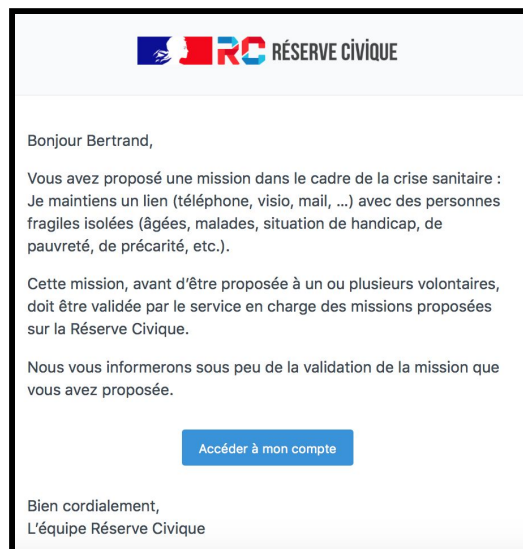 RC RÉSERVE CIVIQUE
Bonjour Bertrand,
Vous avez proposé une mission dans le cadre de la crise sanitaire :
Je maintiens un lien (téléphone, visio, mail, ...) avec des personnes
fragiles isolées (âgées, malades, situation de handicap, de
pauvreté, de précarité, etc.).
Cette mission, avant d'être proposée à un ou plusieurs volontaires,
doit être validée par le service en charge des missions proposées
sur la Réserve Civique.
Nous vous informerons sous peu de la validation de la mission que
vous avez proposée.
Accéder à mon compte
Bien cordialement,
L'équipe Réserve Civique